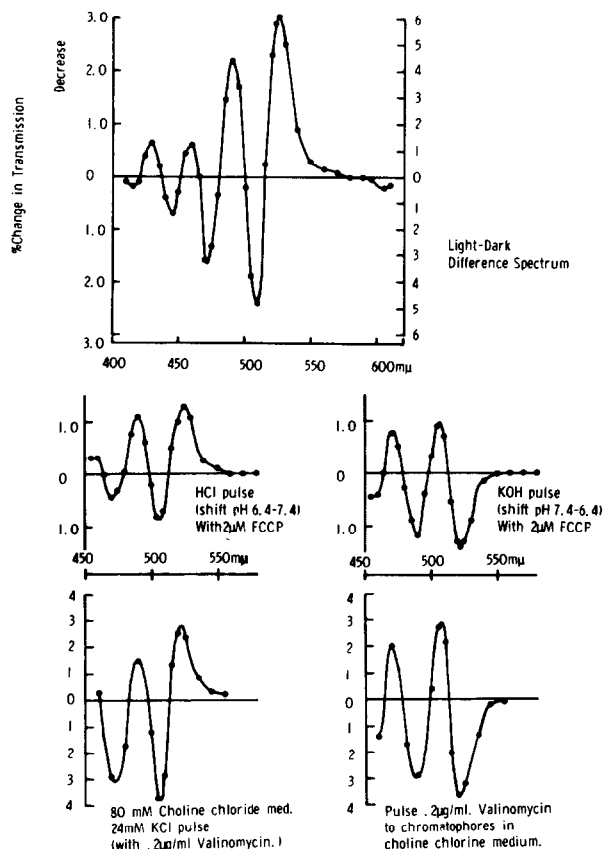 %Change in Transmission
Decrease
3.0
2.0
1.0
0
1.0
2.0
3.0
6
5
4
3
2
1
0
1
2
3
4
5
6
Light-Dark
Difference Spectrum
400
450
500
550
600mμ
1.0
0
1.0
HCl pulse
(shift pH 6.4-7.4)
With 2μM FCCP
450
500
550mμ
1.0
0
1.0
KOH pulse
(shift pH 7.4-6.4)
With 2μM FCCP
450
500
550mμ
4
3
2
1
0
1
2
3
4
80 mM Choline chloride med.
24mM KCl pulse
(with .2μg/ml Valinomycin.)
4
3
2
1
0
1
2
3
4
Pulse .2μg/ml. Valinomycin
to chromatophores in
choline chlorine medium.